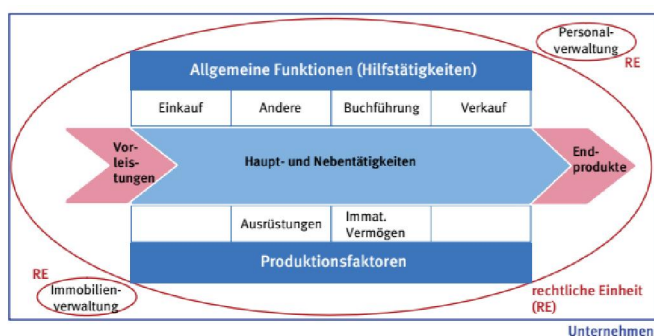 Personal-
verwaltung
RE
Allgemeine Funktionen (Hilfstätigkeiten)
Einkauf
Andere
Buchführung
Verkauf
Vor-
leis-
tungen
Haupt- und Nebentätigkeiten
End-
produkte
Ausrüstungen
Immat.
Vermögen
Produktionsfaktoren
RE
Immobilien-
verwaltung
rechtliche Einheit
(RE)
Unternehmen